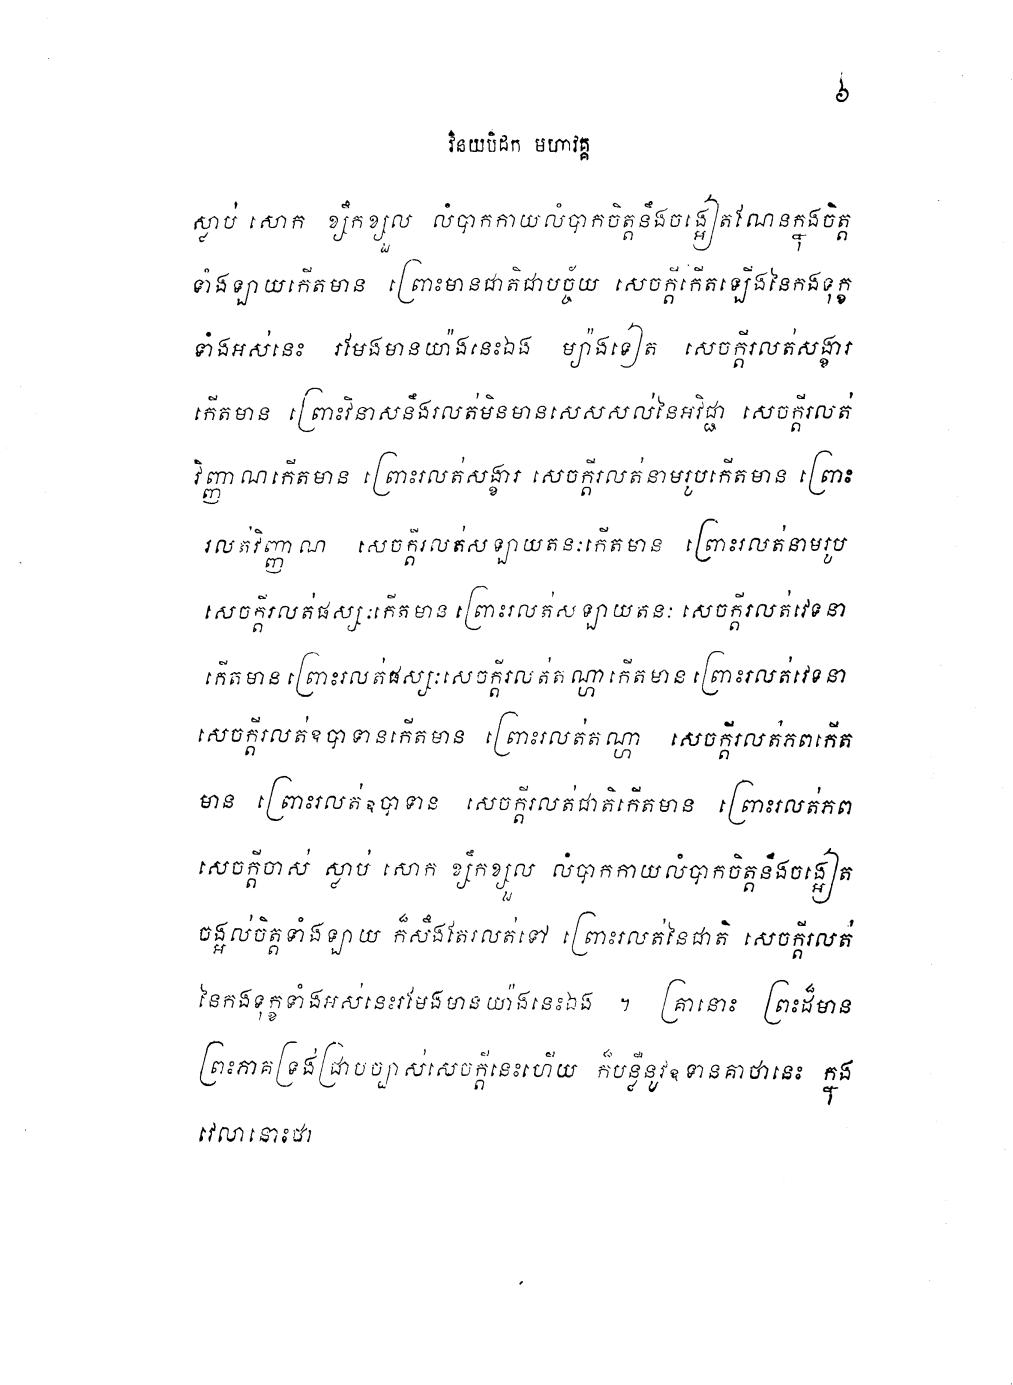 ៦
វិនយបិដក មហាវគ្គ
ស្លាប់ សោក ខ្សឹកខ្សួល លំបាកកាយលំបាកចិត្តនឹងចង្អៀតណែនក្នុងចិត្ត
ទាំងឡាយកើតមាន ព្រោះមានជាតិជាបច្ច័យ សេចក្តីកើតឡើងនៃកងទុក្ខ
ទាំងអស់នេះ រមែងមានយ៉ាងនេះឯង ម្យ៉ាងទៀត សេចក្តីរលត់សង្ខារ
កើតមាន ព្រោះវិនាសនឹងរលត់មិនមានសេសសល់នៃអវិជ្ជា សេចក្តីរលត់
វិញ្ញាណកើតមាន ព្រោះរលត់សង្ខារ សេចក្តីរលត់នាមរូបកើតមាន ព្រោះ
រលត់វិញ្ញាណ សេចក្តីរលត់សឡាយតនៈកើតមាន ព្រោះរលត់នាមរូប
សេចក្តីរលត់ផស្សៈកើតមាន ព្រោះរលត់សឡាយតនៈ សេចក្តីរលត់វេទនា
កើតមាន ព្រោះរលត់ផស្សៈ សេចក្តីរលត់តណ្ហាកើតមាន ព្រោះរលត់វេទនា
សេចក្តីរលត់ឧបាទានកើតមាន ព្រោះរលត់តណ្ហា សេចក្តីរលត់ភពកើត
មាន ព្រោះរលត់ឧបាទាន សេចក្តីរលត់ជាតិកើតមាន ព្រោះរលត់ភព
សេចក្តីចាស់ ស្លាប់ សោក ខ្សឹកខ្សួល លំបាកកាយលំបាកចិត្តនឹងចង្អៀត
ចង្អល់ចិត្តទាំងឡាយ ក៏សឹងតែរលត់ទៅ ព្រោះរលត់នៃជាតិ សេចក្តីរលត់
នៃកងទុក្ខទាំងអស់នេះរមែងមានយ៉ាងនេះឯង ។ គ្រានោះ ព្រះដ៏មាន
ព្រះភាគទ្រង់ជ្រាបច្បាស់សេចក្តីនេះហើយ ក៏បន្លឺនូវឧទានគាថានេះ ក្នុង
វេលានោះថា